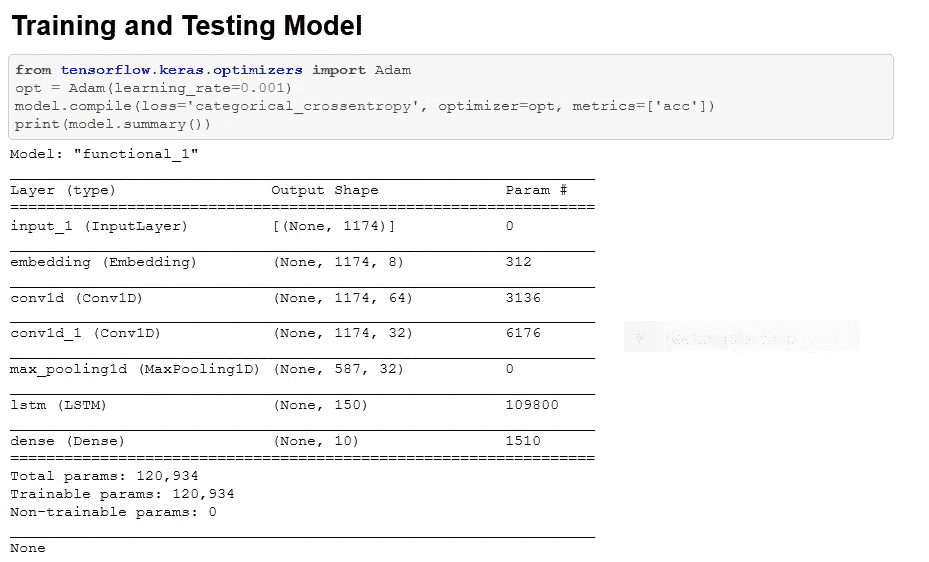 Training and Testing Model
from tensorflow.keras.optimizers import Adam
opt = Adam(learning_rate=0.001)
model.compile(loss='categorical_crossentropy', optimizer=opt, metrics=['acc'])
print(model.summary())
Model: "functional_1"
Layer (type) Output Shape Param #
input_1 (InputLayer) [(None, 1174)] 0
embedding (Embedding) (None, 1174, 8) 312
conv1d (Conv1D) (None, 1174, 64) 3136
conv1d_1 (Conv1D) (None, 1174, 32) 6176
max_pooling1d (MaxPooling1D) (None, 587, 32) 0
lstm (LSTM) (None, 150) 109800
dense (Dense) (None, 10) 1510
Total params: 120,934
Trainable params: 120,934
Non-trainable params: 0
None